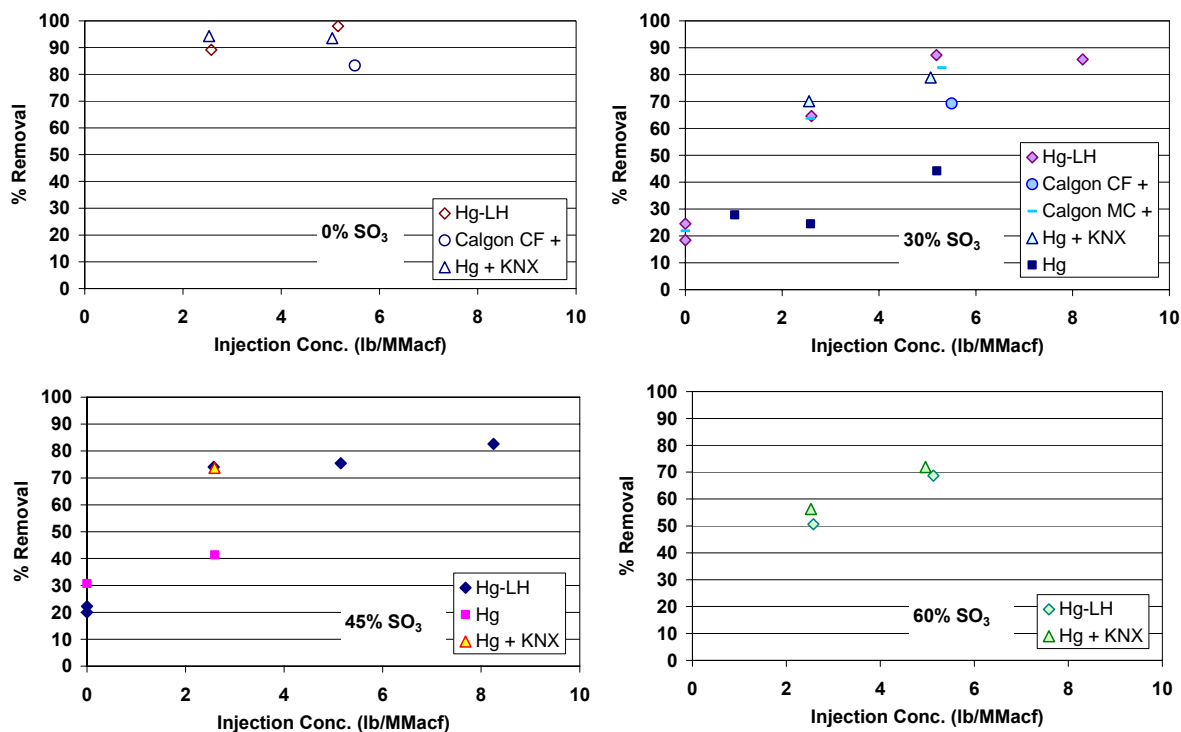 100
90
80
70
60
50
40
30
20
10
0
% Removal
0% SO3
Hg-LH
Calgon CF +
Hg + KNX
0 2 4 6 8 10
Injection Conc. (lb/MMacf)
100
90
80
70
60
50
40
30
20
10
0
% Removal
30% SO3
Hg-LH
Calgon CF +
Calgon MC +
Hg + KNX
Hg
0 2 4 6 8 10
Injection Conc. (lb/MMacf)
100
90
80
70
60
50
40
30
20
10
0
% Removal
45% SO3
Hg-LH
Hg
Hg + KNX
0 2 4 6 8 10
Injection Conc. (lb/MMacf)
100
90
80
70
60
50
40
30
20
10
0
% Removal
60% SO3
Hg-LH
Hg + KNX
0 2 4 6 8 10
Injection Conc. (lb/MMacf)